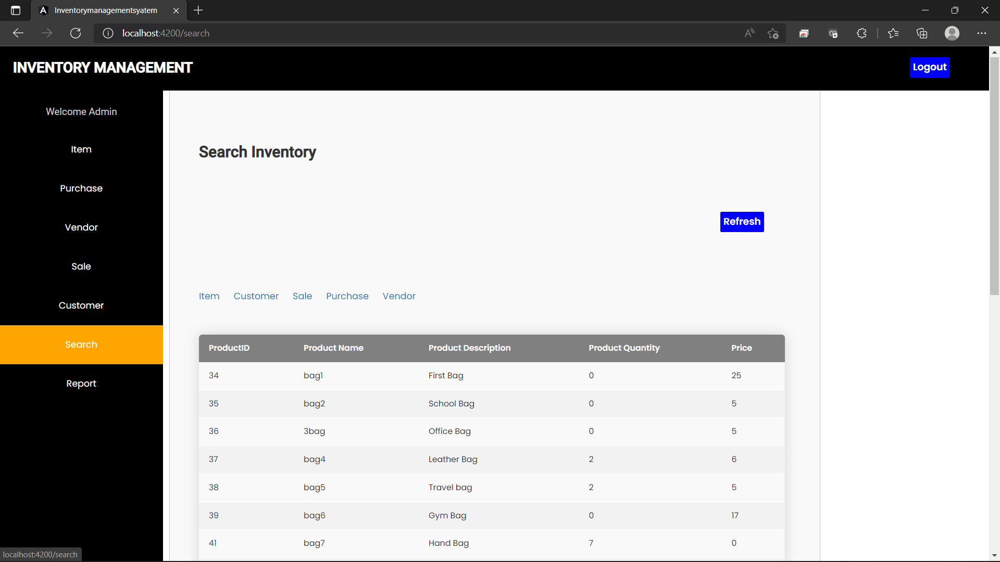 Inventorymanagementsyatem
localhost:4200/search
INVENTORY MANAGEMENT
Logout
Welcome Admin
Item
Purchase
Vendor
Sale
Customer
Search
Report
Search Inventory
Refresh
Item Customer Sale Purchase Vendor
ProductID Product Name Product Description Product Quantity Price
34 bag1 First Bag 0 25
35 bag2 School Bag 0 5
36 3bag Office Bag 0 5
37 bag4 Leather Bag 2 6
38 bag5 Travel bag 2 5
39 bag6 Gym Bag 0 17
41 bag7 Hand Bag 7 0
localhost:4200/search